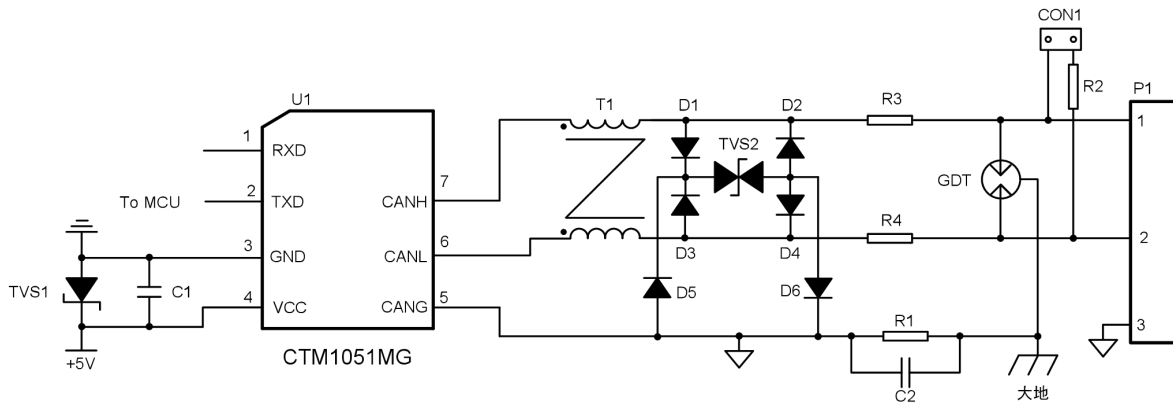 CON1
R2
P1
U1
T1
D1
D2
R3
1
RXD
TVS2
1
7
To MCU
2
TXD
CANH
GDT
6
R4
2
3
GND
CANL
D3
D4
TVS1
C1
4
VCC
5
CANG
D5
D6
R1
3
+5V
CTM1051MG
C2
大地